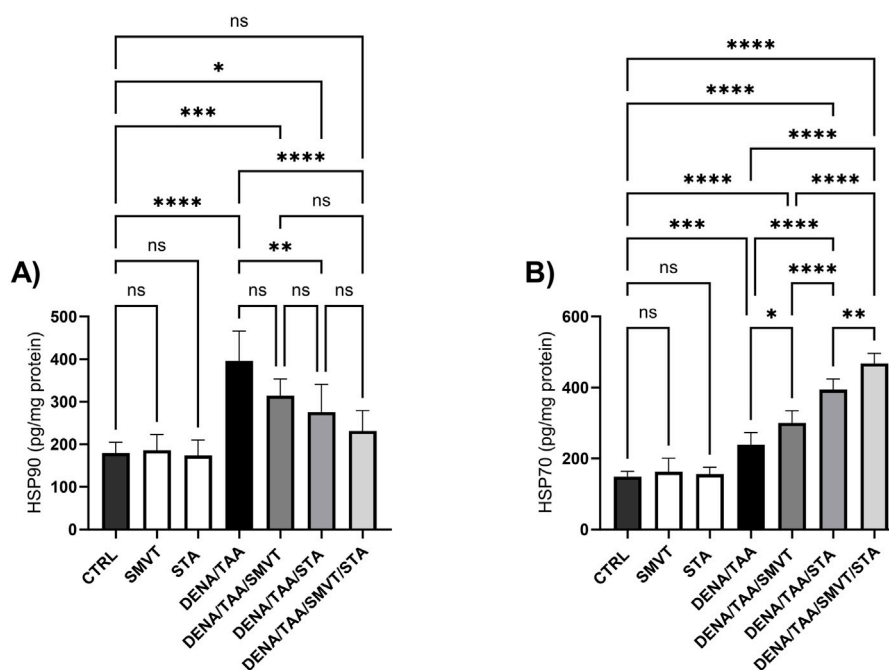 ns
*
***
****
****
ns
ns
**
A)
ns
ns
ns
ns
HSP90 (pg/mg protein)
500
400
300
200
100
0
CTRL
SMVT
STA
DENA/TAA
DENA/TAA/SMVT
DENA/TAA/STA
DENA/TAA/SMVT/STA
****
****
****
****
****
***
****
ns
****
B)
ns
*
**
HSP70 (pg/mg protein)
600
400
200
0
CTRL
SMVT
STA
DENA/TAA
DENA/TAA/SMVT
DENA/TAA/STA
DENA/TAA/SMVT/STA